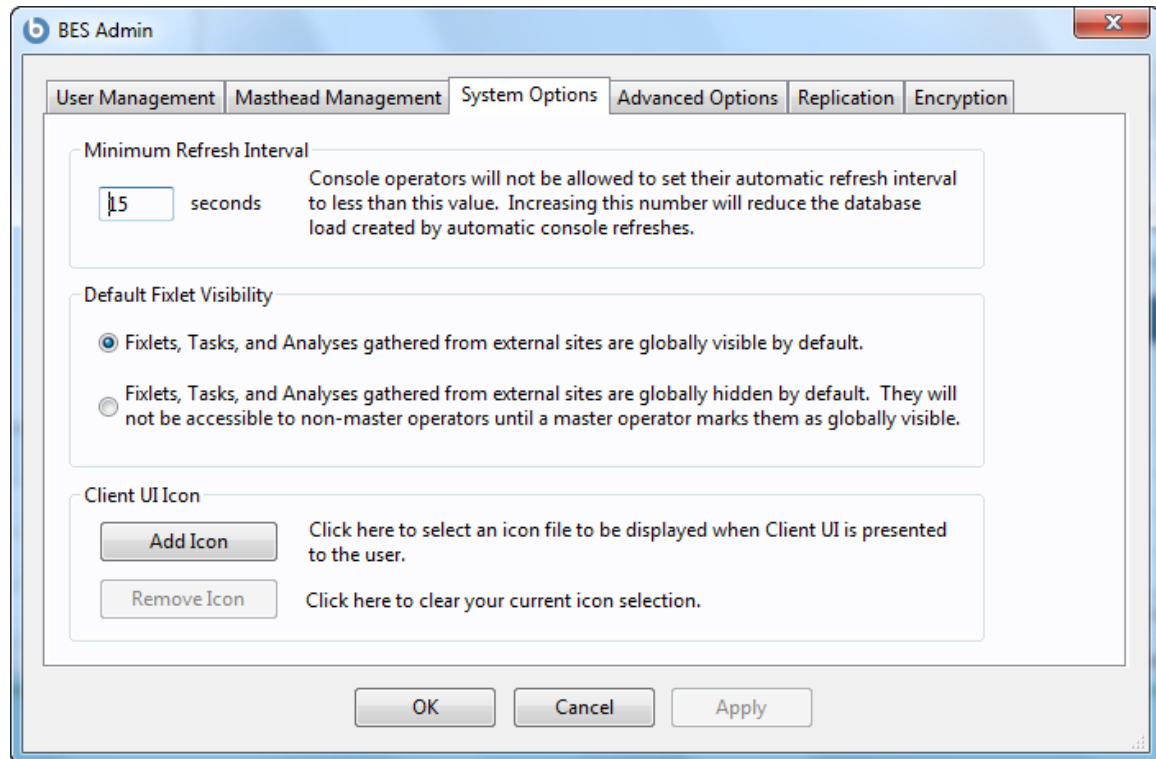 BES Admin
User Management Masthead Management System Options Advanced Options Replication Encryption
Minimum Refresh Interval
15 seconds
Console operators will not be allowed to set their automatic refresh interval
to less than this value. Increasing this number will reduce the database
load created by automatic console refreshes.
Default Fixlet Visibility
Fixlets, Tasks, and Analyses gathered from external sites are globally visible by default.
Fixlets, Tasks, and Analyses gathered from external sites are globally hidden by default. They will
not be accessible to non-master operators until a master operator marks them as globally visible.
Client UI Icon
Add Icon
Click here to select an icon file to be displayed when Client UI is presented
to the user.
Remove Icon
Click here to clear your current icon selection.
OK Cancel Apply